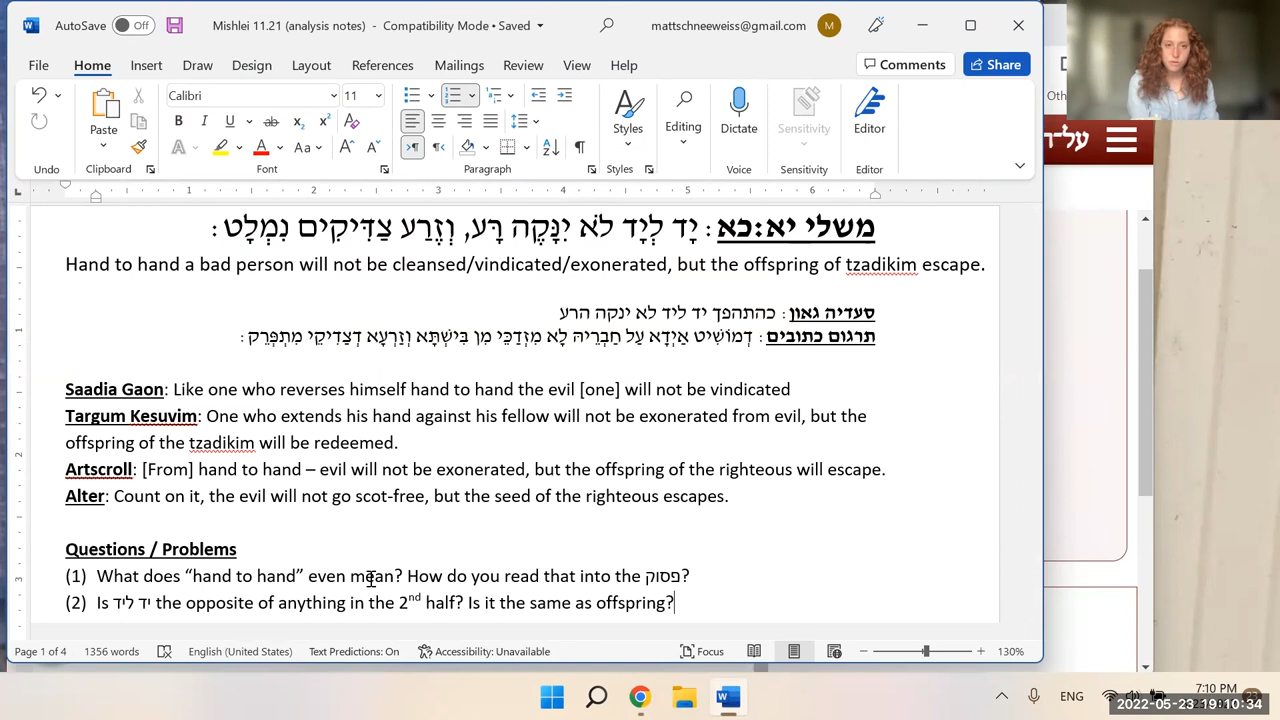 AutoSave Off Mishlei 11.21 (analysis notes) - Compatibility Mode • Saved mattschneeweiss@gmail.com M
File Home Insert Draw Design Layout References Mailings Review View Help Comments Share
Calibri 11
Paste Styles Editing Dictate Sensitivity Editor
Undo Clipboard Font Paragraph Styles Voice Sensitivity Editor
1 2 3 4 5 6
משלי יא:כא: יָד לְיָד לֹא יִנָּקֶה רָּע, וְזֶרַע צַדִּיקִים נִמְלָט:
Hand to hand a bad person will not be cleansed/vindicated/exonerated, but the offspring of tzadikim escape.
סעדיה גאון: כהתהפך יד ליד לא ינקה הרע
תרגום כתובים: דְמוֹשִׁיט אִידָא עַל חַבְרֵיהּ לָא מִזְדַכֵּי מִן בִּישְׁתָּא וְזַרְעָא דְצַדִיקֵי מִתְפְּרֵק:
Saadia Gaon: Like one who reverses himself hand to hand the evil [one] will not be vindicated
Targum Kesuvim: One who extends his hand against his fellow will not be exonerated from evil, but the
offspring of the tzadikim will be redeemed.
Artscroll: [From] hand to hand – evil will not be exonerated, but the offspring of the righteous will escape.
Alter: Count on it, the evil will not go scot-free, but the seed of the righteous escapes.
Questions / Problems
(1) What does “hand to hand” even mean? How do you read that into the פסוק?
(2) Is יד ליד the opposite of anything in the 2nd half? Is it the same as offspring?
Page 1 of 4 1356 words English (United States) Text Predictions: On Accessibility: Unavailable Focus 130%
ENG 7:10 PM
2022-05-23 19:10:34